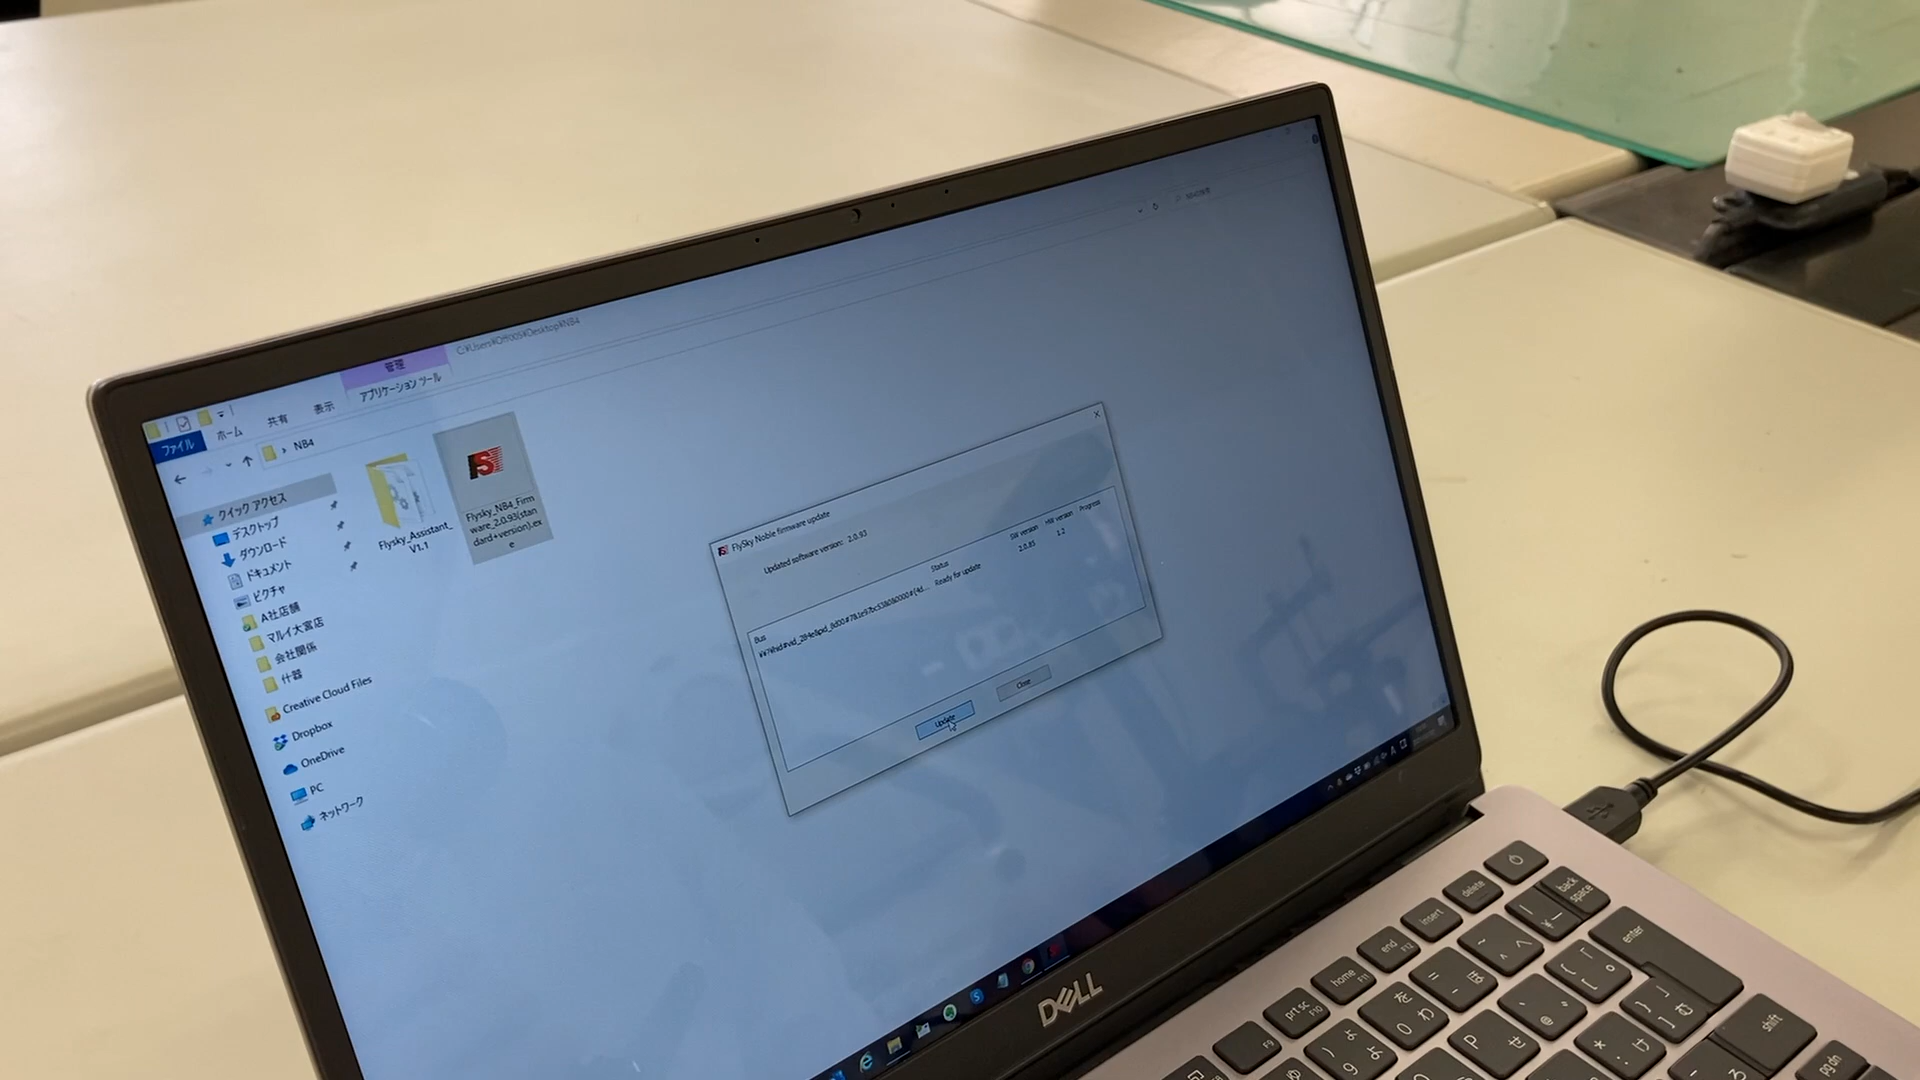 管理
C:¥Users¥Off005¥Desktop¥NB4
ファイル
ホーム
共有
表示
アプリケーション ツール
NB4
クイック アクセス
デスクトップ
ダウンロード
ドキュメント
ピクチャ
A社店舗
マルイ大宮店
会社関係
什器
Creative Cloud Files
Dropbox
OneDrive
PC
ネットワーク
Flysky_Assistant_
V1.1
Flysky_NB4_Firm
ware_2.0.93(stan
dard+version).ex
e
FlySky Noble firmware update
Updated software version: 2.0.93
Bus
Status
SW version
HW version
Progress
Ready for update
2.0.85
1.2
Update
Close
DELL
delete
back
space
insert
end
F12
enter
home
F11
prt sc
F10
F9
shift
pg dn